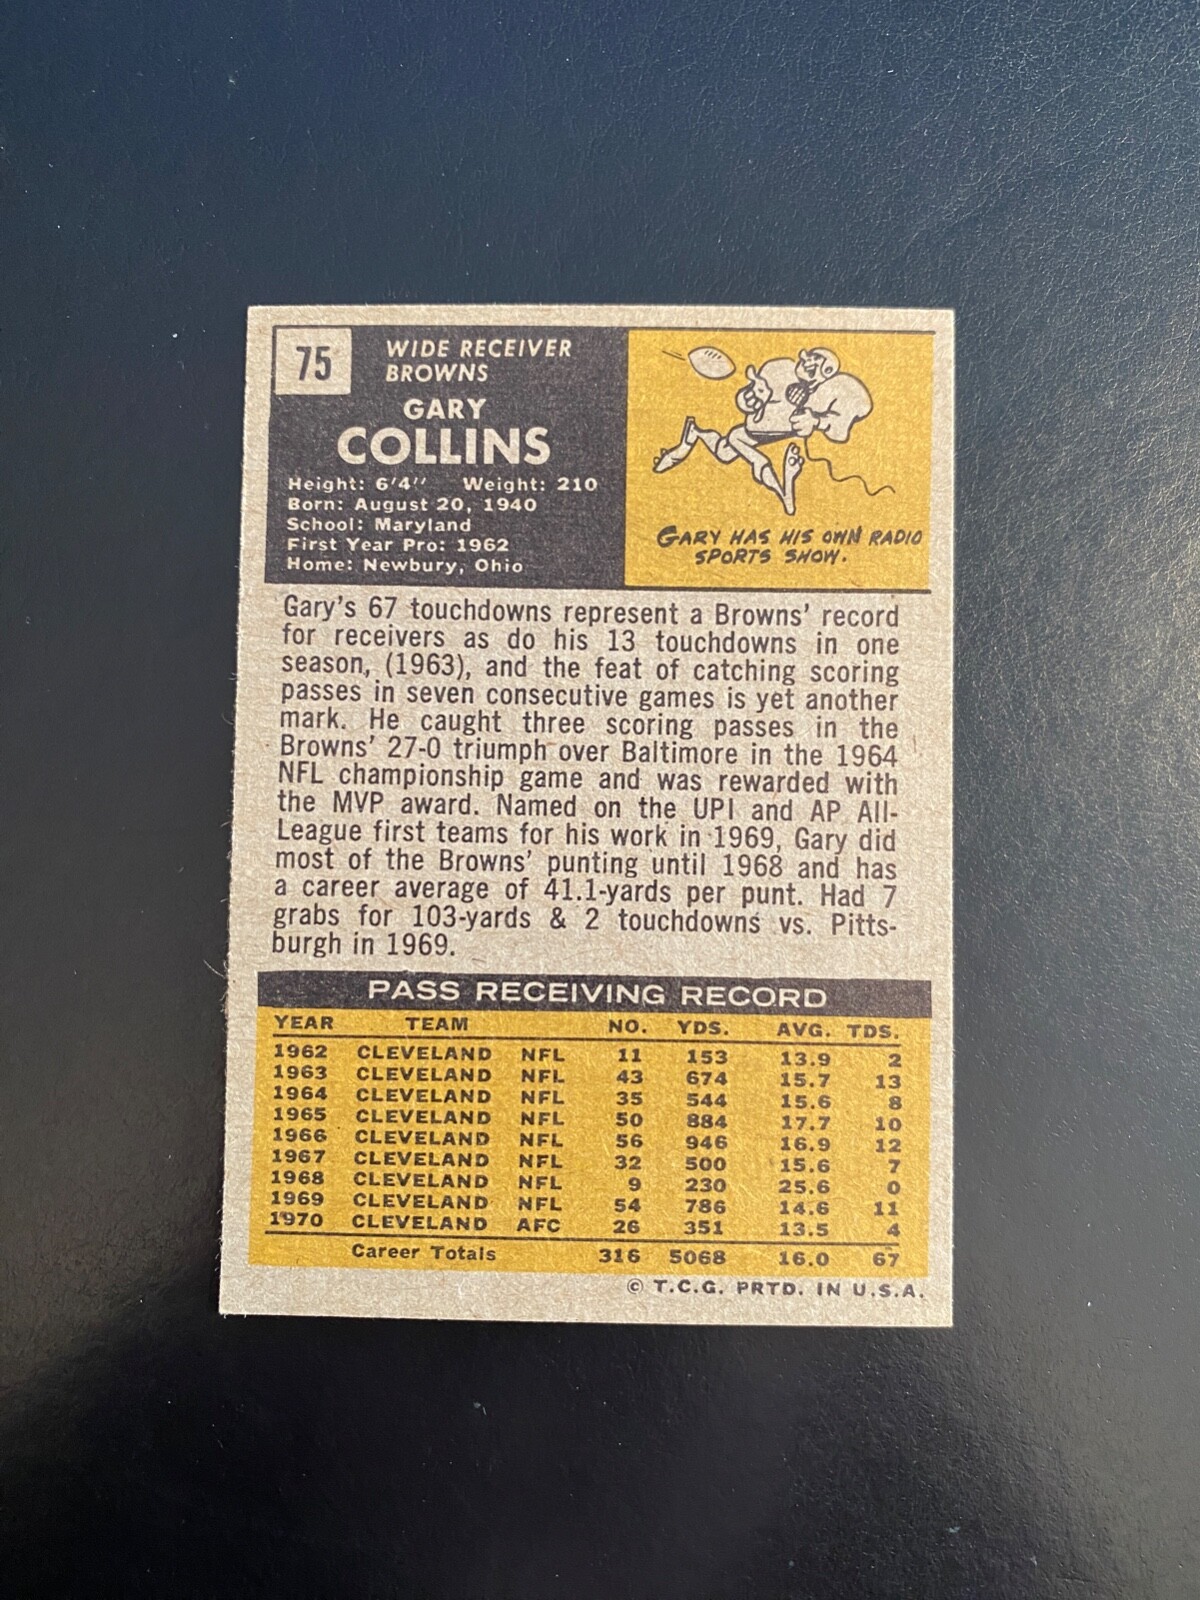 75
WIDE RECEIVER
BROWNS
GARY
COLLINS
Height: 6'4" Weight: 210
Born: August 20, 1940
School: Maryland
First Year Pro: 1962
Home: Newbury, Ohio
GARY HAS HIS OWN RADIO
SPORTS SHOW.
Gary's 67 touchdowns represent a Browns' record
for receivers as do his 13 touchdowns in one
season, (1963), and the feat of catching scoring
passes in seven consecutive games is yet another
mark. He caught three scoring passes in the
Browns' 27-0 triumph over Baltimore in the 1964
NFL championship game and was rewarded with
the MVP award. Named on the UPI and AP All-
League first teams for his work in 1969, Gary did
most of the Browns' punting until 1968 and has
a career average of 41.1-yards per punt. Had 7
grabs for 103-yards & 2 touchdowns vs. Pitts-
burgh in 1969.
PASS RECEIVING RECORD
YEAR TEAM NO. YDS. AVG. TDS.
1962 CLEVELAND NFL 11 153 13.9 2
1963 CLEVELAND NFL 43 674 15.7 13
1964 CLEVELAND NFL 35 544 15.6 8
1965 CLEVELAND NFL 50 884 17.7 10
1966 CLEVELAND NFL 56 946 16.9 12
1967 CLEVELAND NFL 32 500 15.6 7
1968 CLEVELAND NFL 9 230 25.6 0
1969 CLEVELAND NFL 54 786 14.6 11
1970 CLEVELAND AFC 26 351 13.5 4
Career Totals 316 5068 16.0 67
© T.C.G. PRTD. IN U.S.A.